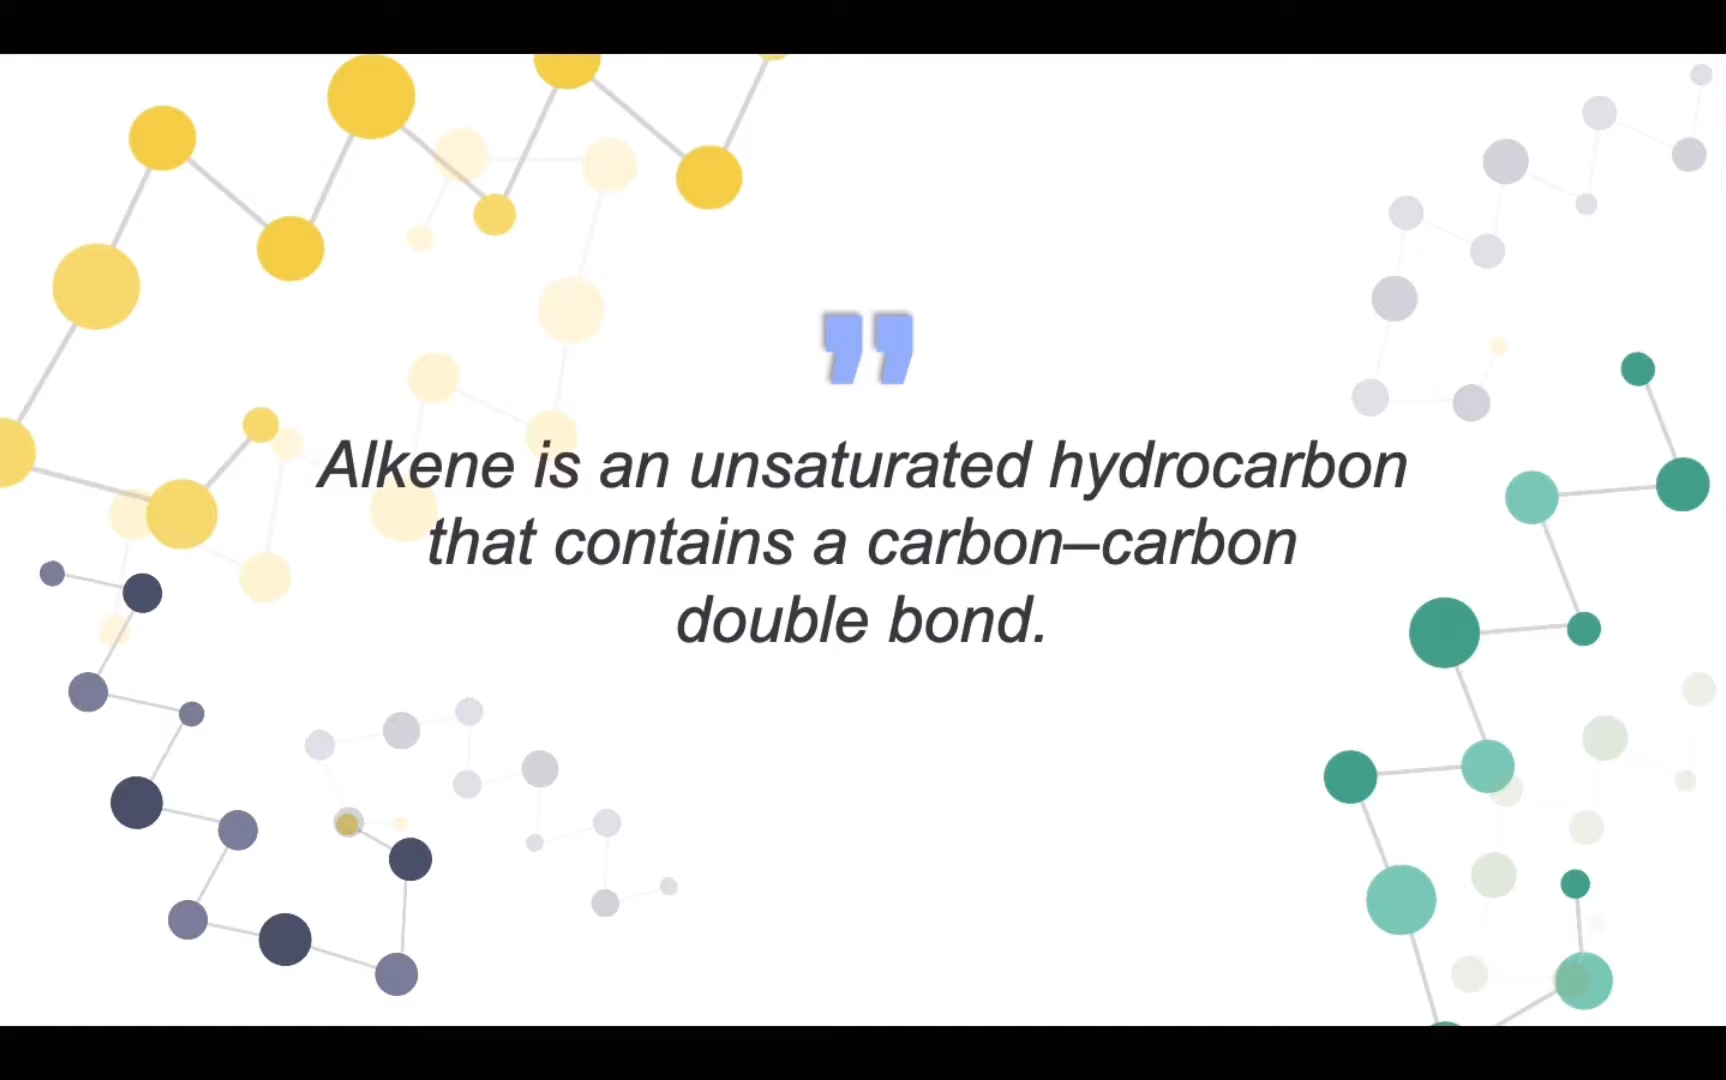 ”
Alkene is an unsaturated hydrocarbon
that contains a carbon–carbon
double bond.